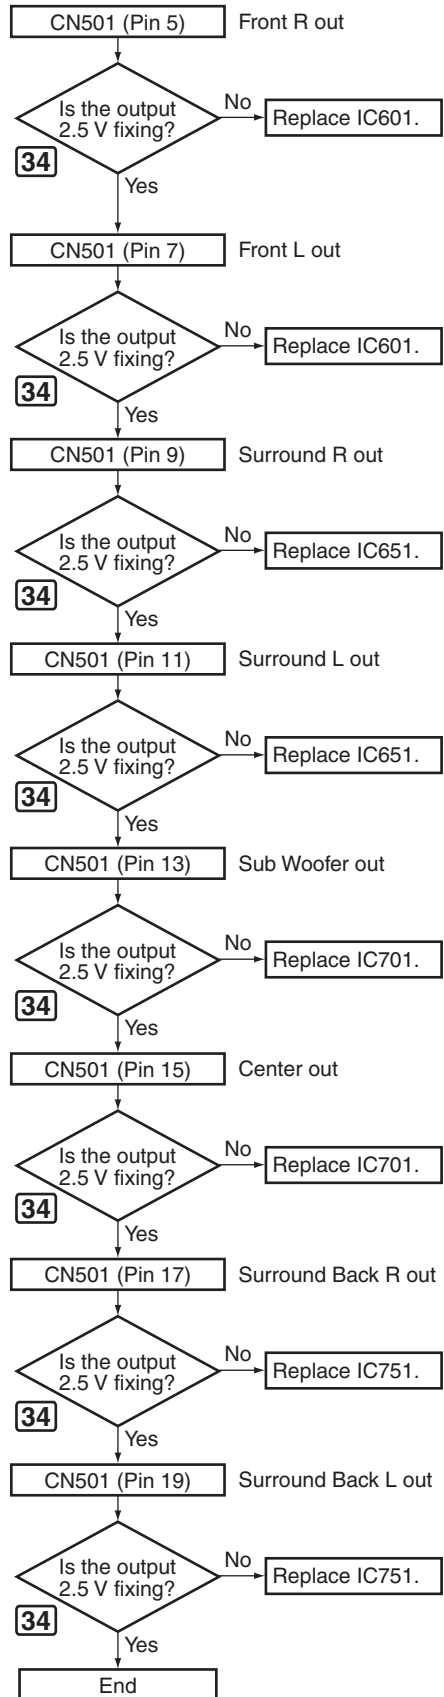 CN501 (Pin 5) Front R out
Is the output
2.5 V fixing?
No
Replace IC601.
34
Yes
CN501 (Pin 7) Front L out
Is the output
2.5 V fixing?
No
Replace IC601.
34
Yes
CN501 (Pin 9) Surround R out
Is the output
2.5 V fixing?
No
Replace IC651.
34
Yes
CN501 (Pin 11) Surround L out
Is the output
2.5 V fixing?
No
Replace IC651.
34
Yes
CN501 (Pin 13) Sub Woofer out
Is the output
2.5 V fixing?
No
Replace IC701.
34
Yes
CN501 (Pin 15) Center out
Is the output
2.5 V fixing?
No
Replace IC701.
34
Yes
CN501 (Pin 17) Surround Back R out
Is the output
2.5 V fixing?
No
Replace IC751.
34
Yes
CN501 (Pin 19) Surround Back L out
Is the output
2.5 V fixing?
No
Replace IC751.
34
Yes
End